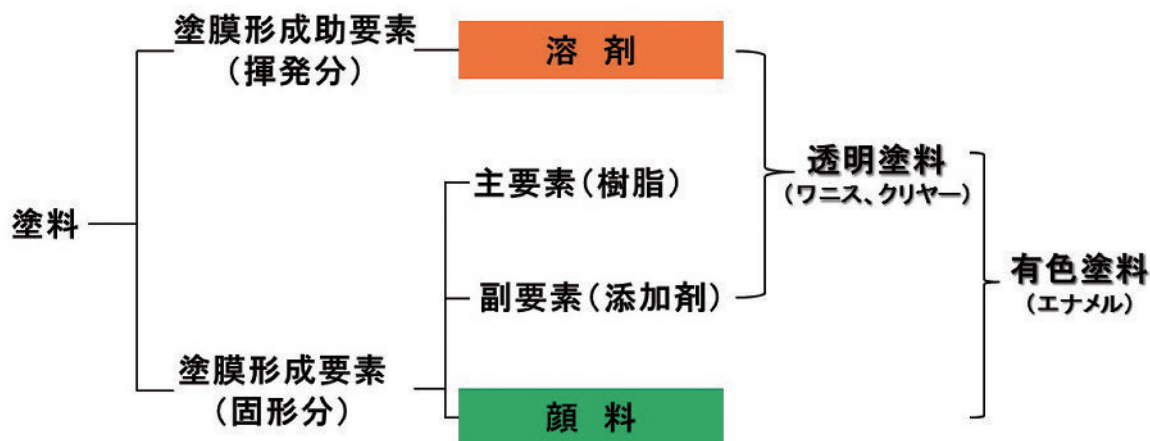 塗膜形成助要素
(揮発分)
溶 剤
主要素(樹脂)
透明塗料
(ワニス、クリヤー)
塗料
副要素(添加剤)
有色塗料
(エナメル)
塗膜形成要素
(固形分)
顔 料